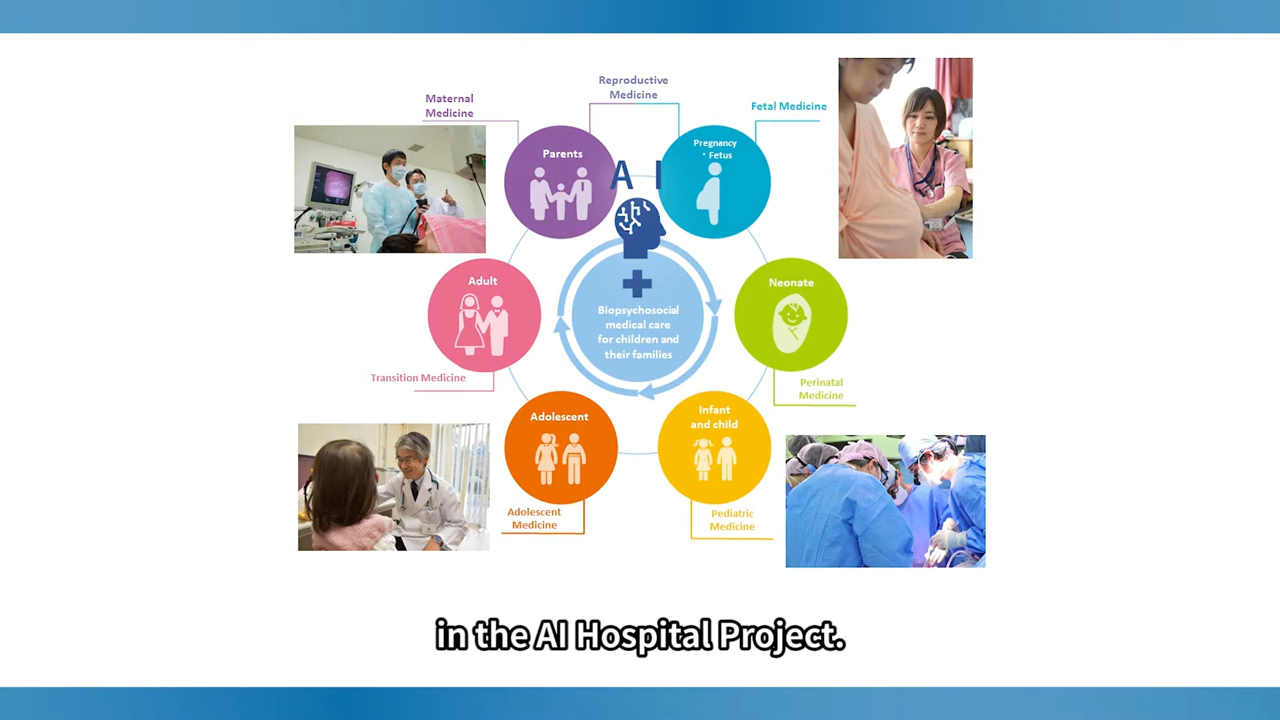 Reproductive
Medicine
Maternal
Medicine
Fetal Medicine
Parents
Pregnancy
・Fetus
A I
Adult
Neonate
Biopsychosocial
medical care
for children and
their families
Transition Medicine
Perinatal
Medicine
Adolescent
Infant
and child
Adolescent
Medicine
Pediatric
Medicine
in the AI Hospital Project.